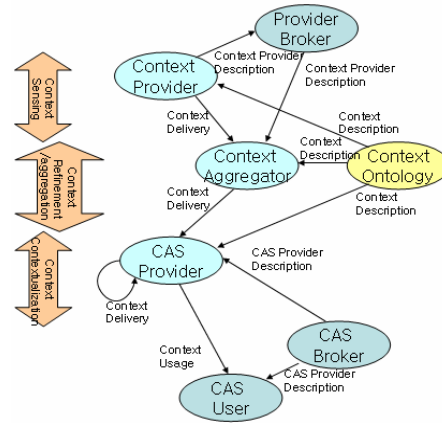 Provider
Broker
Context Provider
Description
Context
Provider
Context Provider
Description
Context
Sensing
Context
Delivery
Context
Description
Context
Description
Context
Aggregator
Context
Ontology
Context
Refinement
/aggregation
Context
Delivery
Context
Description
CAS
Provider
CAS Provider
Description
Context
Contextualization
Context
Delivery
CAS
Broker
Context
Usage
CAS Provider
Description
CAS
User